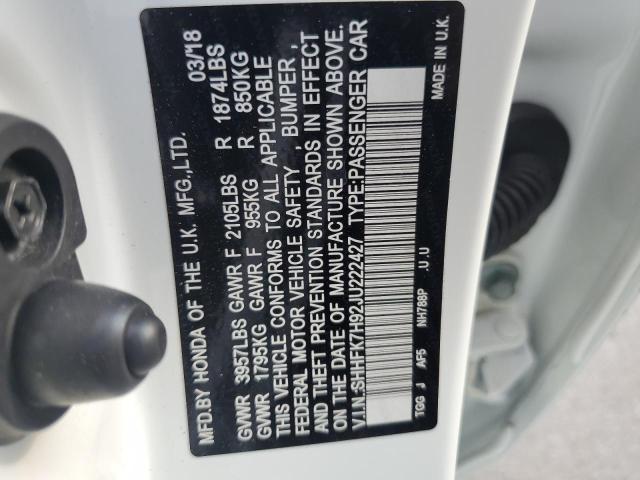 MFD.BY HONDA OF THE U.K. MFG.,LTD. 03/18
GVWR 3957LBS GAWR F 2105LBS R 1874LBS
GVWR 1795KG GAWR F 955KG R 850KG
THIS VEHICLE CONFORMS TO ALL APPLICABLE
FEDERAL MOTOR VEHICLE SAFETY , BUMPER ,
AND THEFT PREVENTION STANDARDS IN EFFECT
ON THE DATE OF MANUFACTURE SHOWN ABOVE.
V.I.N-SHHFK7H92JU222427 TYPE:PASSENGER CAR
TGG J AF5 NH788P .U.U MADE IN U.K.